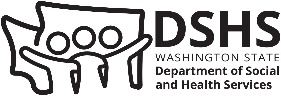 DSHS
WASHINGTON STATE
Department of Social
and Health Services